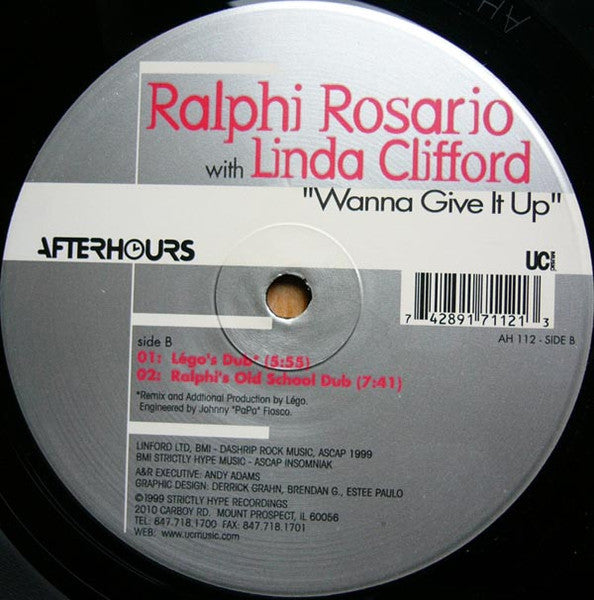 AH
Ralphi Rosario
with Linda Clifford
"Wanna Give It Up"
AFTERHOURS
UC MUSIC
7 42891 71121 3
AH 112 - SIDE B
side B
01: Légo's Dub* (5:55)
02: Ralphi's Old School Dub (7:41)
*Remix and Addtional Production by Légo.
Engineered by Johnny "PaPa" Fiasco.
LINFORD LTD, BMI - DASHRIP ROCK MUSIC, ASCAP 1999
BMI STRICTLY HYPE MUSIC - ASCAP INSOMNIAK
A&R EXECUTIVE: ANDY ADAMS
GRAPHIC DESIGN: DERRICK GRAHN, BRENDAN G., ESTEE PAULO
©1999 STRICTLY HYPE RECORDINGS
2010 CARBOY RD. MOUNT PROSPECT, IL 60056
TEL: 847.718.1700 FAX: 847.718.1701
WEB: www.ucmusic.com